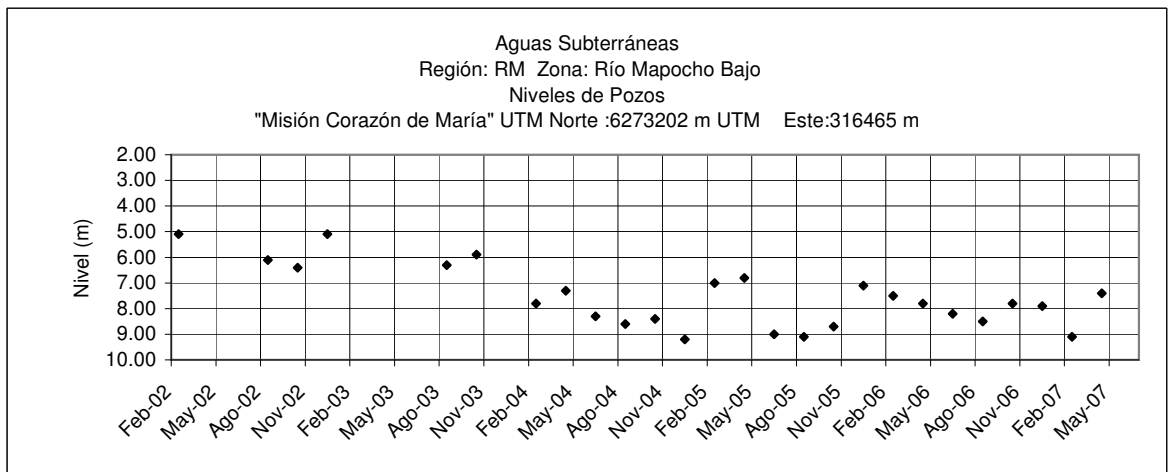 Aguas Subterráneas
Región: RM Zona: Río Mapocho Bajo
Niveles de Pozos
"Misión Corazón de María" UTM Norte :6273202 m UTM Este:316465 m
Nivel (m)
2.00
3.00
4.00
5.00
6.00
7.00
8.00
9.00
10.00
Feb-02
May-02
Ago-02
Nov-02
Feb-03
May-03
Ago-03
Nov-03
Feb-04
May-04
Ago-04
Nov-04
Feb-05
May-05
Ago-05
Nov-05
Feb-06
May-06
Ago-06
Nov-06
Feb-07
May-07